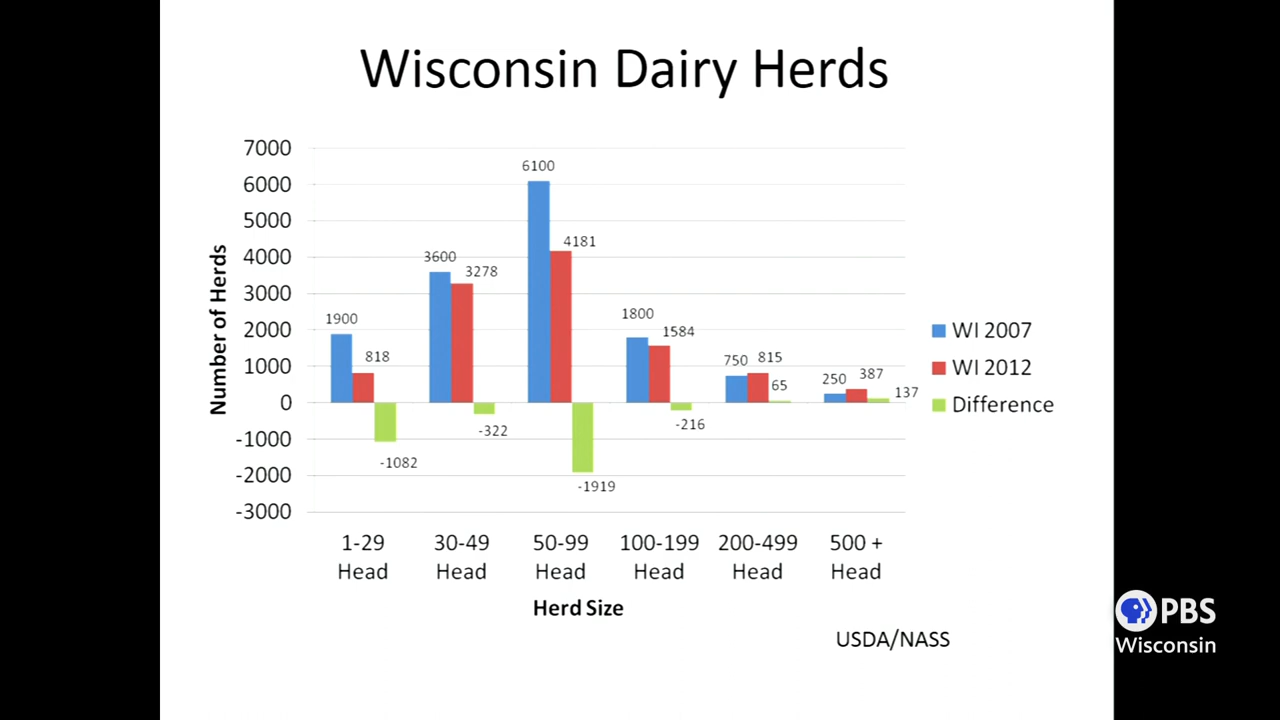 Wisconsin Dairy Herds
7000
6000
5000
4000
3000
2000
1000
0
-1000
-2000
-3000
Number of Herds
1900
818
-1082
3600
3278
-322
6100
4181
-1919
1800
1584
-216
750
815
65
250
387
137
1-29
Head
30-49
Head
50-99
Head
100-199
Head
200-499
Head
500 +
Head
Herd Size
WI 2007
WI 2012
Difference
USDA/NASS
PBS
Wisconsin